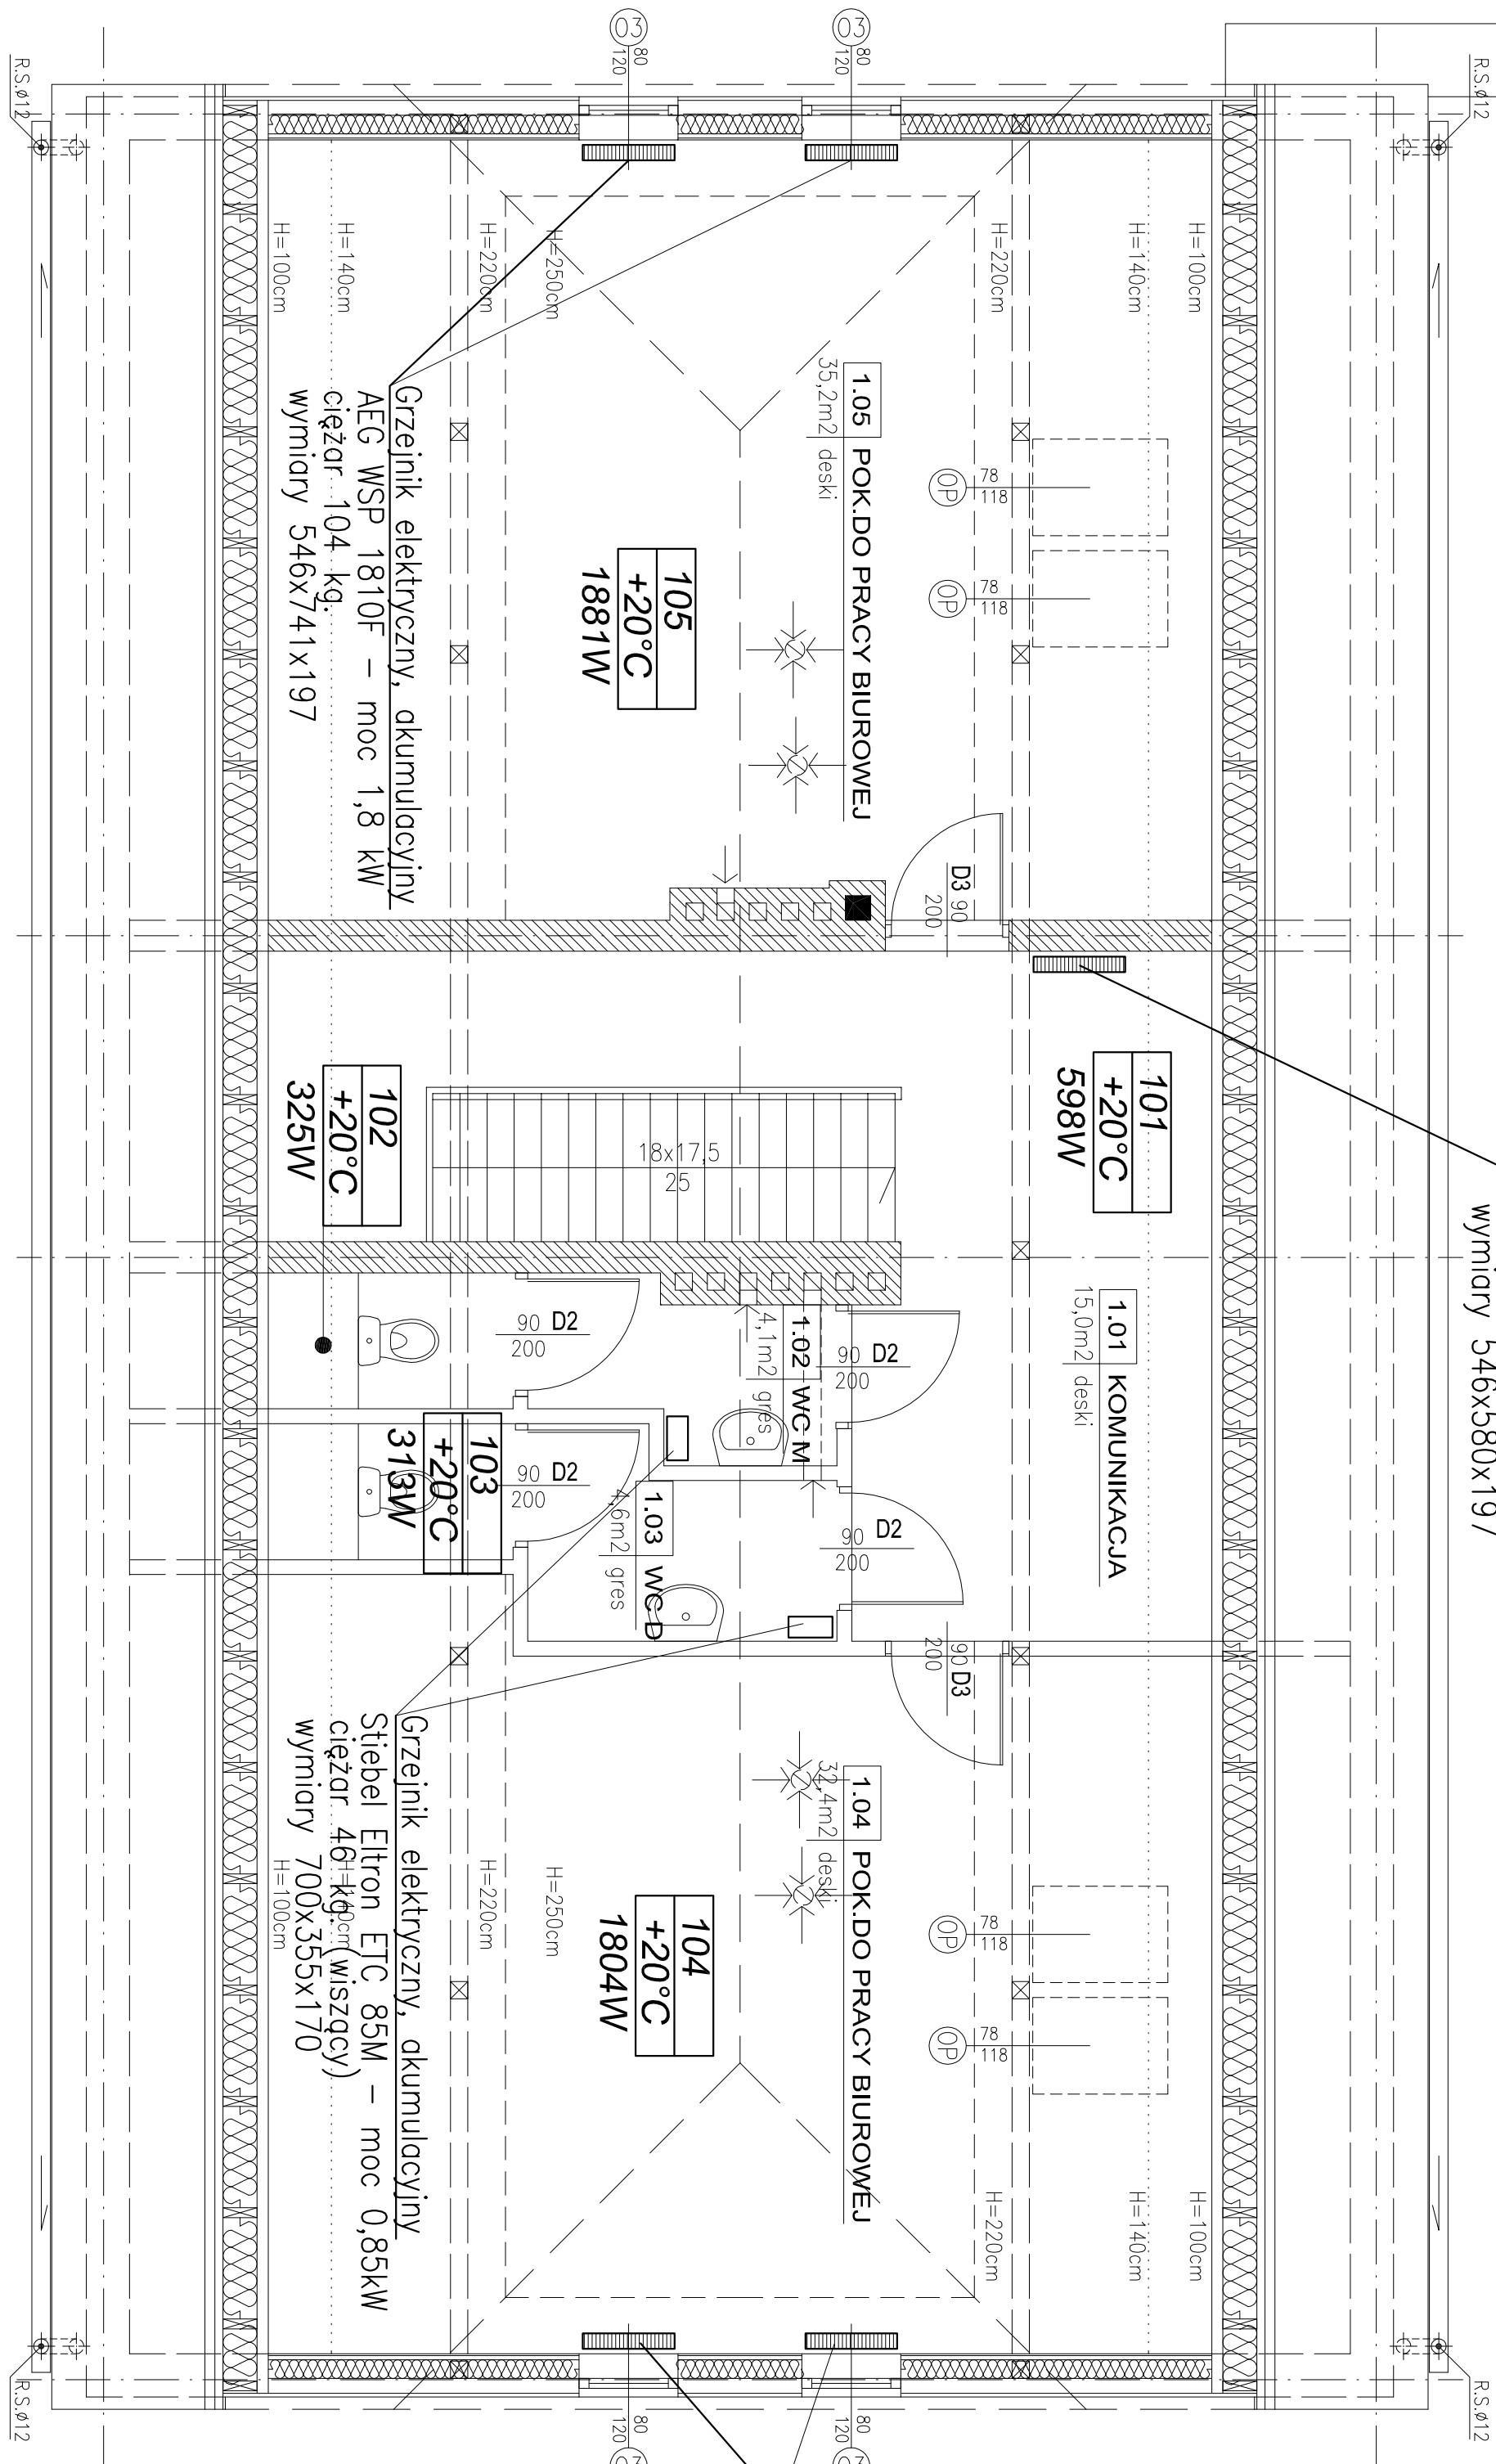 R.S.ø12
R.S.ø12
R.S.ø12
R.S.ø12
03
80
120
03
80
120
03
80
120
03
80
120
H=100cm
H=140cm
H=220cm
H=250cm
H=220cm
H=140cm
H=100cm
1.05 POK.DO PRACY BIUROWEJ
35,2m2 deski
OP
78
118
OP
78
118
105
+20°C
1881W
Grzejnik elektryczny, akumulacyjny
AEG WSP 1810F – moc 1,8 kW
ciężar 104 kg.
wymiary 546x741x197
D3 90
200
101
+20°C
598W
wymiary 546x580x197
1.01 KOMUNIKACJA
15,0m2 deski
18x17,5
25
102
+20°C
325W
90 D2
200
90 D2
200
90 D2
200
90 D2
200
1.02 WC M
4,1m2 gres
103
+20°C
313W
1.03 WC D
4,6m2 gres
90 D3
200
1.04 POK.DO PRACY BIUROWEJ
32,4m2 deski
OP
78
118
OP
78
118
104
+20°C
1804W
Grzejnik elektryczny, akumulacyjny
Stiebel Eltron ETC 85M – moc 0,85kW
ciężar 46 kg. (wiszący)
wymiary 700x355x170
H=100cm
H=140cm
H=220cm
H=250cm
H=220cm
H=140cm
H=100cm